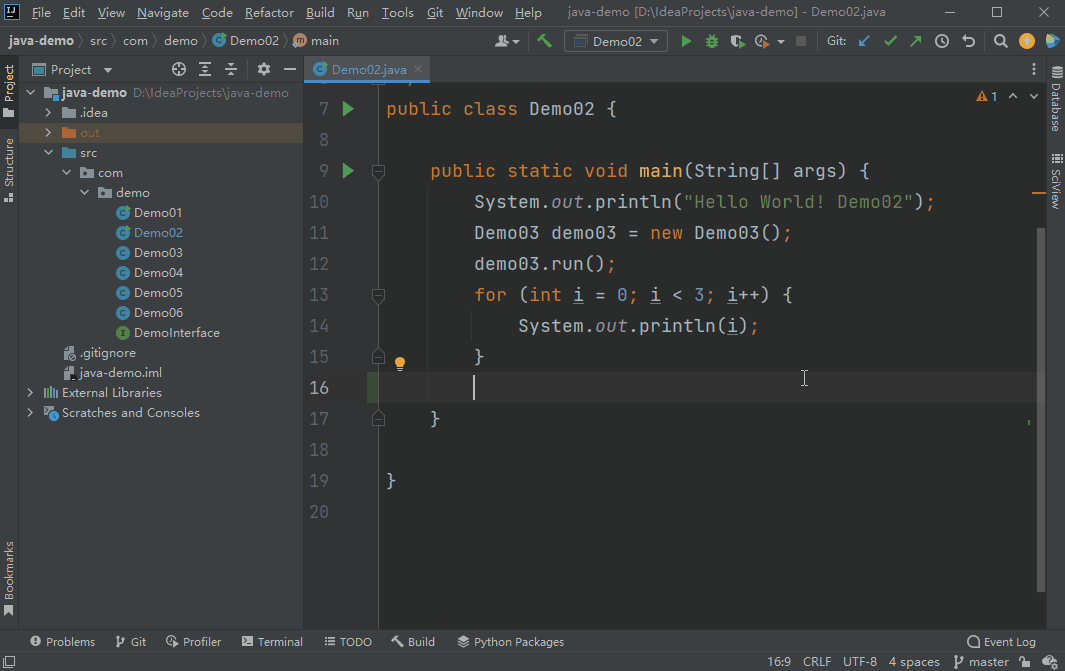 IJ File Edit View Navigate Code Refactor Build Run Tools Git Window Help java-demo [D:\IdeaProjects\java-demo] - Demo02.java
java-demo src com demo Demo02 main Demo02 Git:
Project
Project java-demo D:\IdeaProjects\java-demo
.idea
out
src
com
demo
Demo01
Demo02
Demo03
Demo04
Demo05
Demo06
DemoInterface
.gitignore
java-demo.iml
External Libraries
Scratches and Consoles
Structure
Bookmarks
Demo02.java
1
7 public class Demo02 {
8
9 public static void main(String[] args) {
10 System.out.println("Hello World! Demo02");
11 Demo03 demo03 = new Demo03();
12 demo03.run();
13 for (int i = 0; i < 3; i++) {
14 System.out.println(i);
15 }
16
17 }
18
19 }
20
Database
SciView
Problems Git Profiler Terminal TODO Build Python Packages Event Log
16:9 CRLF UTF-8 4 spaces master